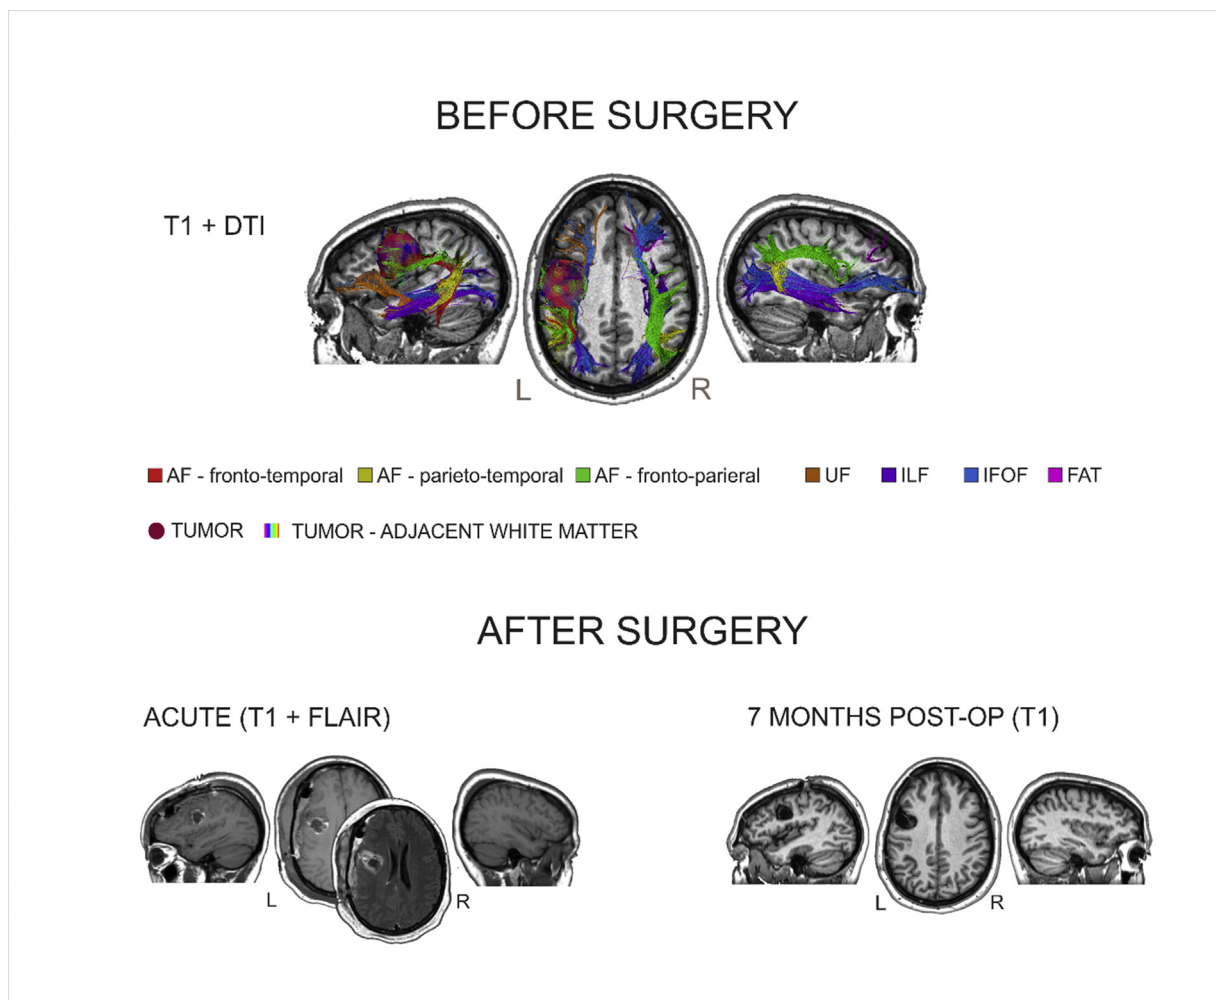 BEFORE SURGERY
T1 + DTI
L R
AF - fronto-temporal AF - parieto-temporal AF - fronto-parieral UF ILF IFOF FAT
TUMOR TUMOR - ADJACENT WHITE MATTER
AFTER SURGERY
ACUTE (T1 + FLAIR) 7 MONTHS POST-OP (T1)
L R L R